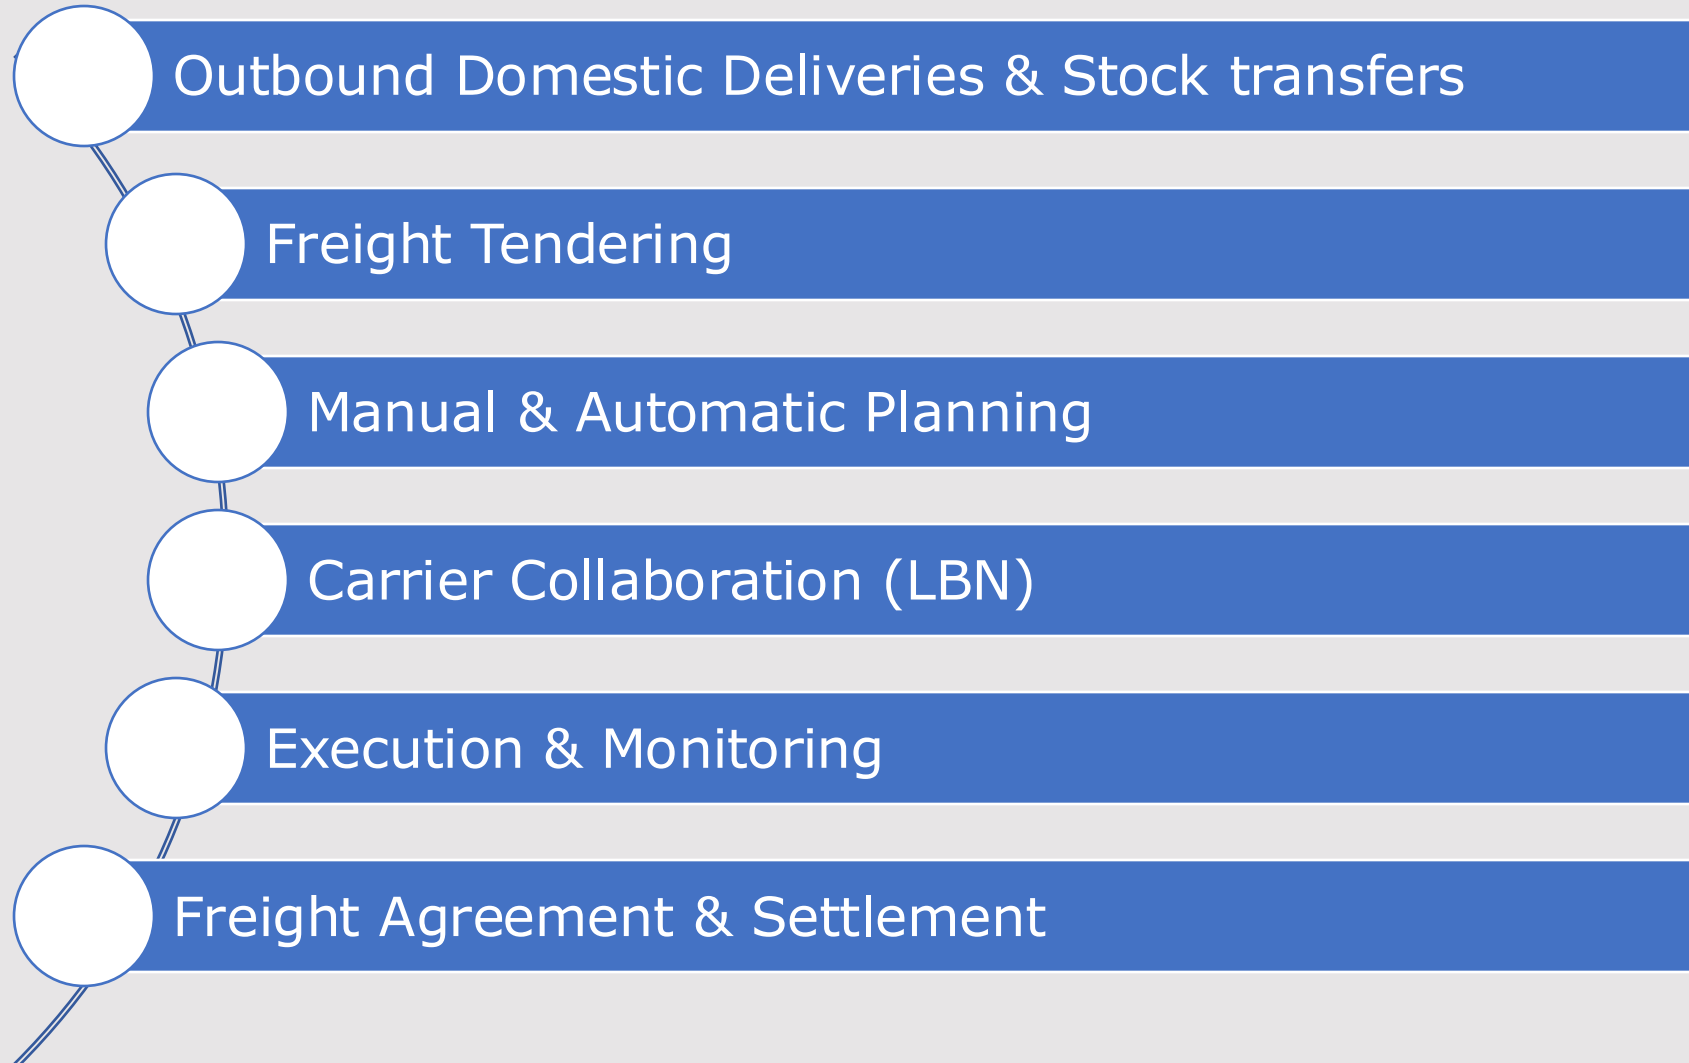 Outbound Domestic Deliveries & Stock transfers
Freight Tendering
Manual & Automatic Planning
Carrier Collaboration (LBN)
Execution & Monitoring
Freight Agreement & Settlement